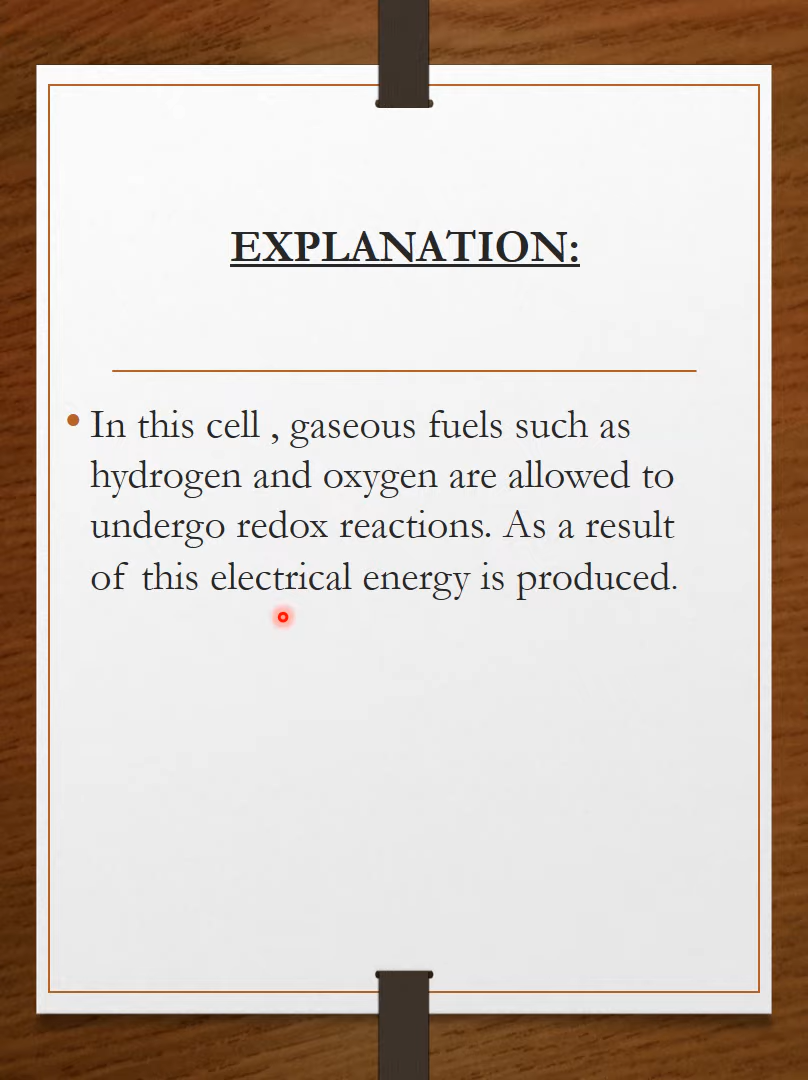 EXPLANATION:
• In this cell , gaseous fuels such as
hydrogen and oxygen are allowed to
undergo redox reactions. As a result
of this electrical energy is produced.